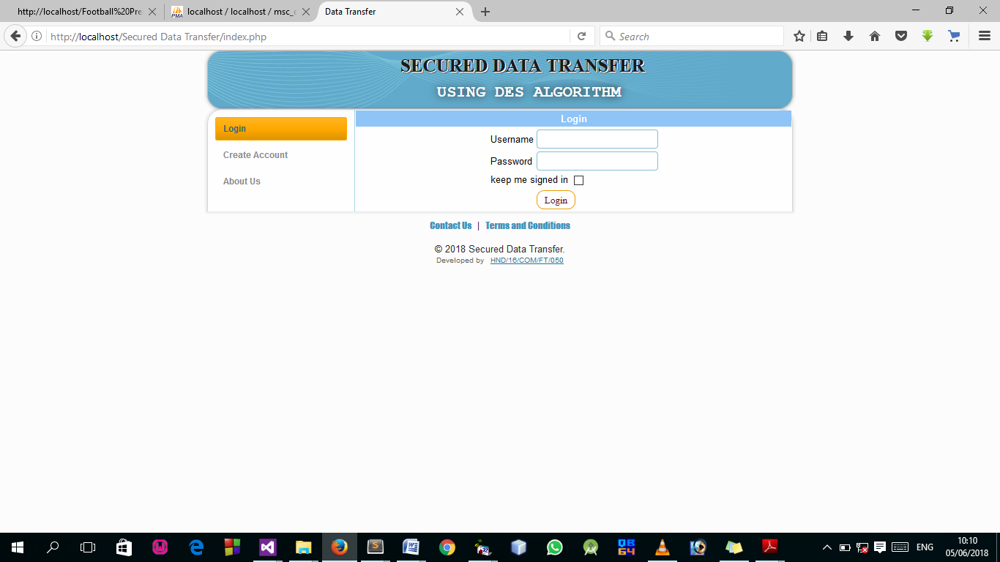 http://localhost/Football%20Pre
localhost / localhost / msc_
Data Transfer
http://localhost/Secured Data Transfer/index.php
Search
SECURED DATA TRANSFER
USING DES ALGORITHM
Login
Create Account
About Us
Login
Username
Password
keep me signed in
Login
Contact Us | Terms and Conditions
© 2018 Secured Data Transfer.
Developed by HND/16/COM/FT/050
ENG
10:10
05/06/2018